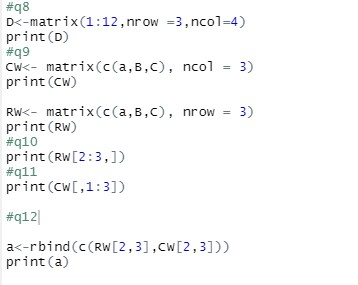 #q8
D<-matrix(1:12,nrow =3,ncol=4)
print(D)
#q9
CW<- matrix(c(a,B,C), ncol = 3)
print(CW)
RW<- matrix(c(a,B,C), nrow = 3)
print(RW)
#q10
print(RW[2:3,])
#q11
print(CW[,1:3])
#q12
a<-rbind(c(RW[2,3],CW[2,3]))
print(a)